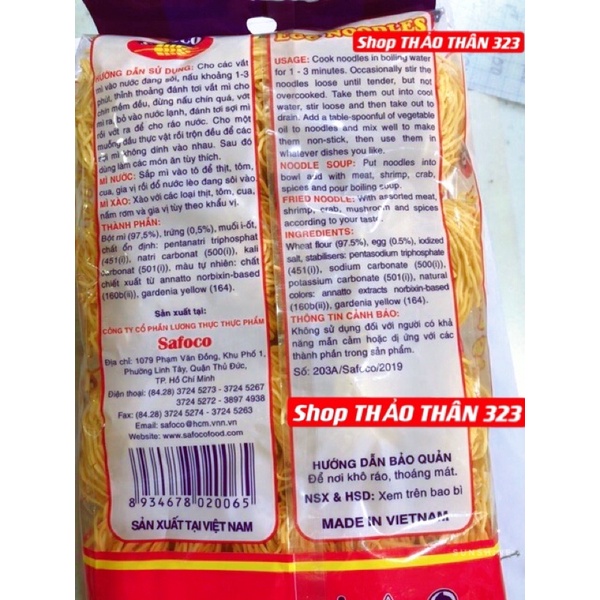 EGG NOODLES
Shop THẢO THÂN 323
HƯỚNG DẪN SỬ DỤNG: Cho các vắt
mì vào nước đang sôi, nấu khoảng 1-3
phút, thỉnh thoảng đánh tơi vắt mì cho
chín mềm đều, đừng nấu chín quá, vớt
mì ra, bỏ vào nước lạnh, đánh tơi sợi mì
rồi vớt ra để cho ráo nước. Cho một
muỗng dầu thực vật rồi trộn đều để các
sợi mì không dính vào nhau. Sau đó
dùng làm các món ăn tùy thích.
MÌ NƯỚC: Sắp mì vào tô để thịt, tôm,
cua, gia vị rồi đổ nước lèo đang sôi vào.
MÌ XÀO: Xào với các loại thịt, tôm, cua,
nấm rơm và gia vị tùy theo khẩu vị.
THÀNH PHẦN:
Bột mì (97,5%), trứng (0,5%), muối i-ốt,
chất ổn định: pentanatri triphosphat
(451(i)), natri carbonat (500(i)), kali
carbonat (501(i)), màu tự nhiên: chất
chiết xuất từ annatto norbixin-based
(160b(ii)), gardenia yellow (164).
Sản xuất tại:
CÔNG TY CỔ PHẦN LƯƠNG THỰC THỰC PHẨM
Safoco
Địa chỉ: 1079 Phạm Văn Đồng, Khu Phố 1,
Phường Linh Tây, Quận Thủ Đức,
TP. Hồ Chí Minh
Điện thoại: (84.28) 3724 5273 - 3724 5267
3724 5272 - 3897 4938
Fax: (84.28) 3724 5274 - 3724 5263
Email: safoco@hcm.vnn.vn
Website: www.safocofood.com
8 934678 020065
SẢN XUẤT TẠI VIỆT NAM
USAGE: Cook noodles in boiling water
for 1 - 3 minutes. Occasionally stir the
noodles loose until tender, but not
overcooked. Take them out into cool
water, stir loose and then take out to
drain. Add a table-spoonful of vegetable
oil to noodles and mix well to make
them non-stick, then use them in
whatever dishes you like.
NOODLE SOUP: Put noodles into
bowl add with meat, shrimp, crab,
spices and pour boiling soup.
FRIED NOODLE: With assorted meat,
shrimp, crab, mushroom and spices
according to your taste.
INGREDIENTS:
Wheat flour (97.5%), egg (0.5%), iodized
salt, stabilisers: pentasodium triphosphate
(451(i)), sodium carbonate (500(i)),
potassium carbonate (501(i)), natural
colors: annatto extracts norbixin-based
(160b(ii)), gardenia yellow (164).
THÔNG TIN CẢNH BÁO:
Không sử dụng đối với người có khả
năng mẫn cảm hoặc dị ứng với các
thành phần trong sản phẩm.
Số: 203A/Safoco/2019
Shop THẢO THÂN 323
HƯỚNG DẪN BẢO QUẢN
Để nơi khô ráo, thoáng mát.
NSX & HSD: Xem trên bao bì
MADE IN VIETNAM